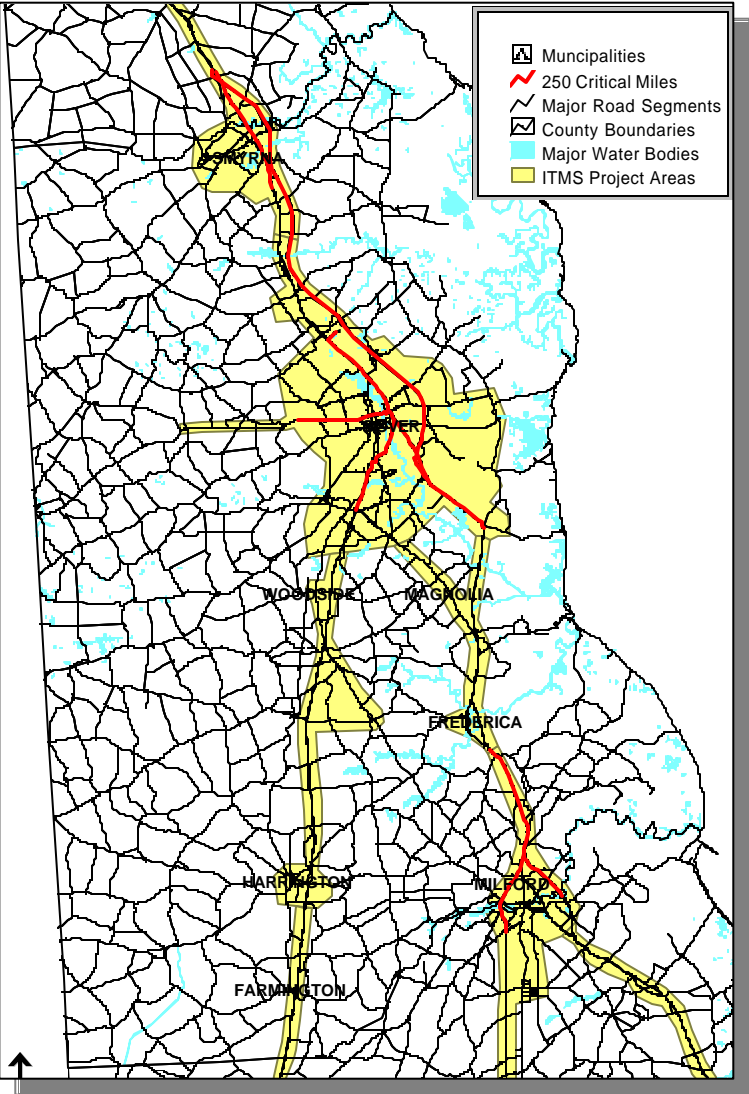 Muncipalities
250 Critical Miles
Major Road Segments
County Boundaries
Major Water Bodies
ITMS Project Areas
SMYRNA
DOVER
WOODSIDE
MAGNOLIA
FREDERICA
HARRINGTON
MILFORD
FARMINGTON